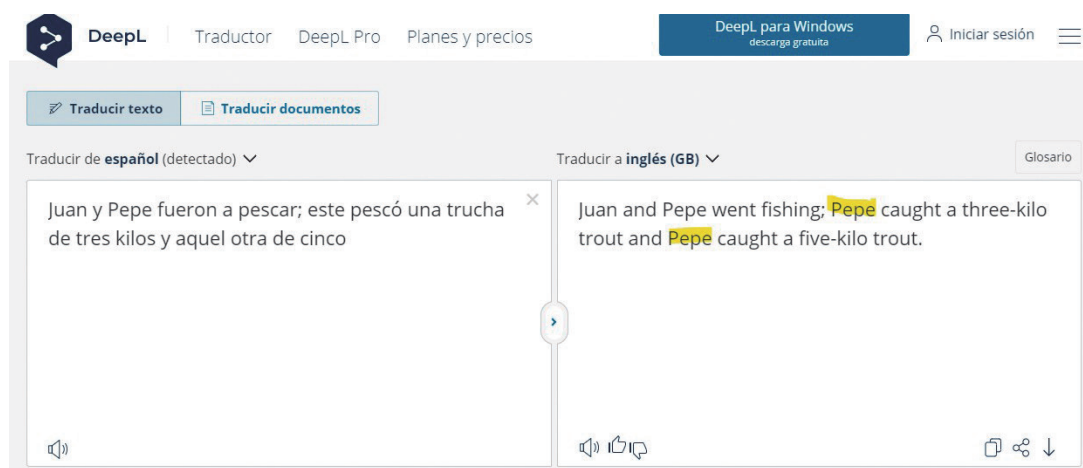 DeepL Traductor DeepL Pro Planes y precios DeepL para Windows Iniciar sesión
descarga gratuita
Traducir texto Traducir documentos
Traducir de español (detectado) Traducir a inglés (GB) Glosario
Juan y Pepe fueron a pescar; este pescó una trucha
de tres kilos y aquel otra de cinco
Juan and Pepe went fishing; Pepe caught a three-kilo
trout and Pepe caught a five-kilo trout.